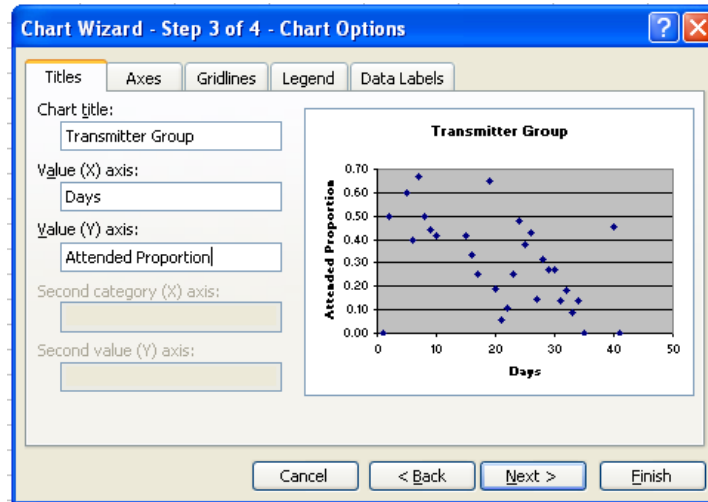 Chart Wizard - Step 3 of 4 - Chart Options
?
Titles Axes Gridlines Legend Data Labels
Chart title:
Transmitter Group
Value (X) axis:
Days
Value (Y) axis:
Attended Proportion
Second category (X) axis:
Second value (Y) axis:
Transmitter Group
Attended Proportion
0.70
0.60
0.50
0.40
0.30
0.20
0.10
0.00
0 10 20 30 40 50
Days
Cancel < Back Next > Finish